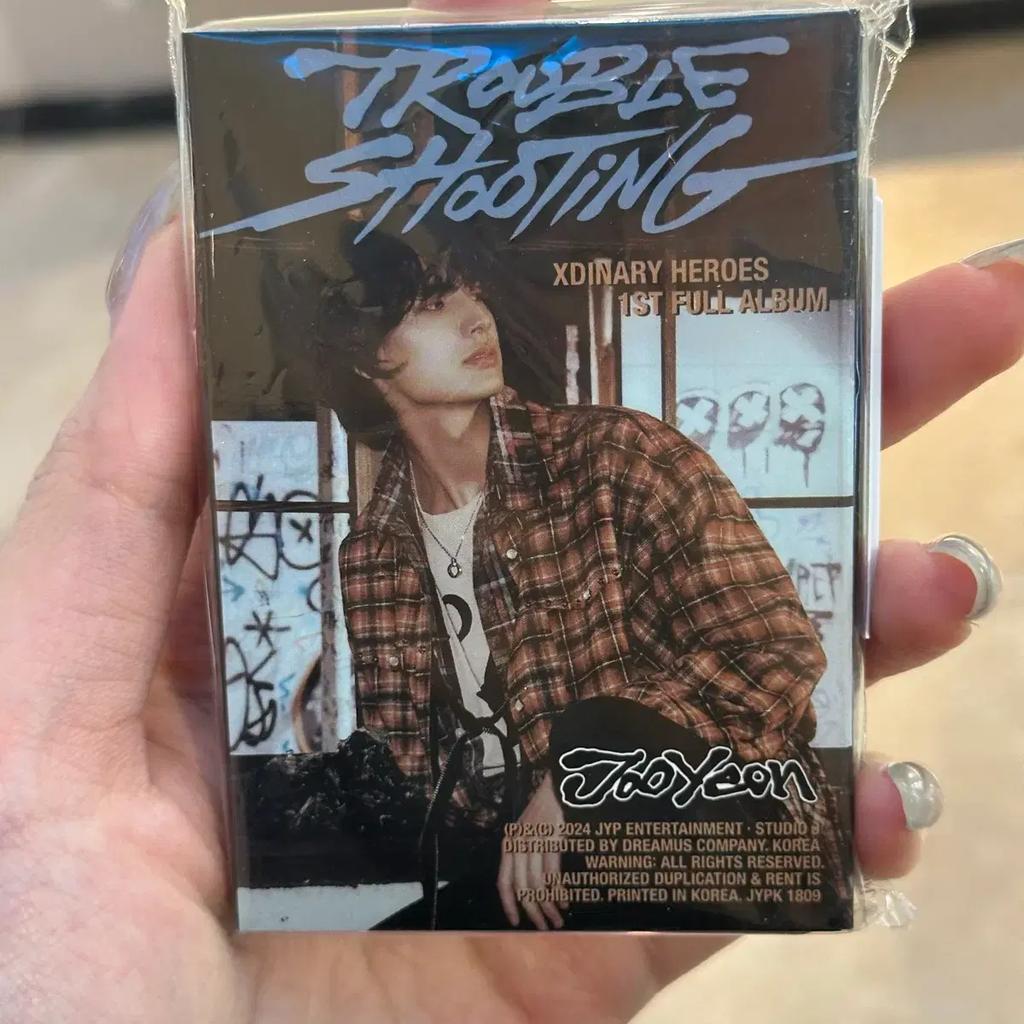 TROUBLE
SHOOTiNG
XDINARY HEROES
1ST FULL ALBUM
JooYeon
(P)&(C) 2024 JYP ENTERTAINMENT · STUDIO J
DISTRIBUTED BY DREAMUS COMPANY. KOREA
WARNING: ALL RIGHTS RESERVED.
UNAUTHORIZED DUPLICATION & RENT IS
PROHIBITED. PRINTED IN KOREA. JYPK 1809